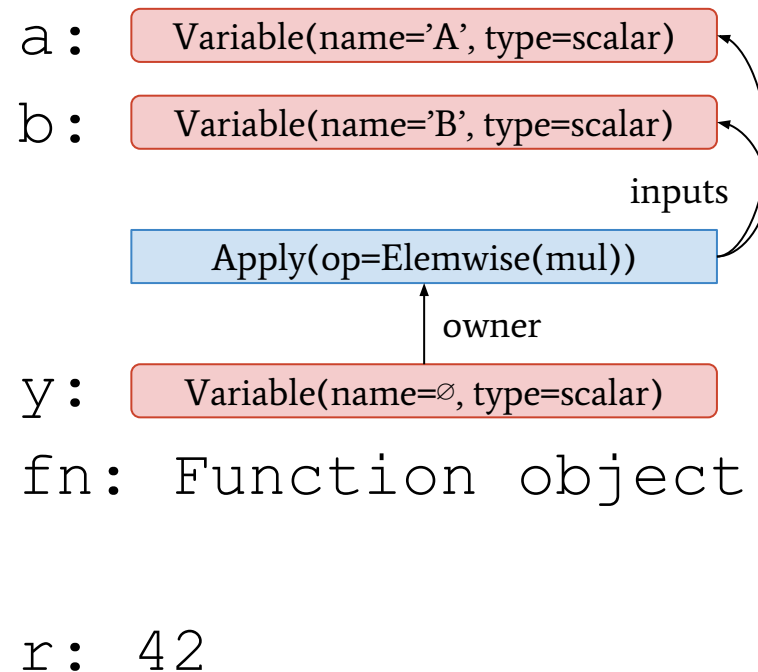 a: Variable(name=’A’, type=scalar)
b: Variable(name=’B’, type=scalar)
inputs
Apply(op=Elemwise(mul))
owner
y: Variable(name=∅, type=scalar)
fn: Function object
r: 42